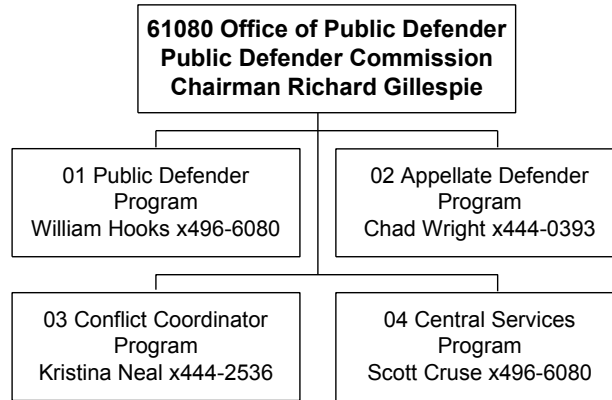 61080 Office of Public Defender
Public Defender Commission
Chairman Richard Gillespie
01 Public Defender
Program
William Hooks x496-6080
02 Appellate Defender
Program
Chad Wright x444-0393
03 Conflict Coordinator
Program
Kristina Neal x444-2536
04 Central Services
Program
Scott Cruse x496-6080